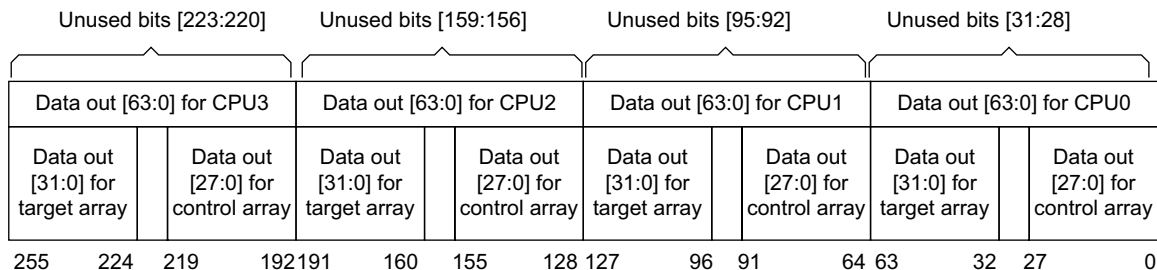 Unused bits [223:220] Unused bits [159:156] Unused bits [95:92] Unused bits [31:28]
Data out [63:0] for CPU3 Data out [63:0] for CPU2 Data out [63:0] for CPU1 Data out [63:0] for CPU0
Data out Data out Data out Data out Data out Data out Data out Data out
[31:0] for [27:0] for [31:0] for [27:0] for [31:0] for [27:0] for [31:0] for [27:0] for
target array control array target array control array target array control array target array control array
255 224 219 192 191 160 155 128 127 96 91 64 63 32 27 0